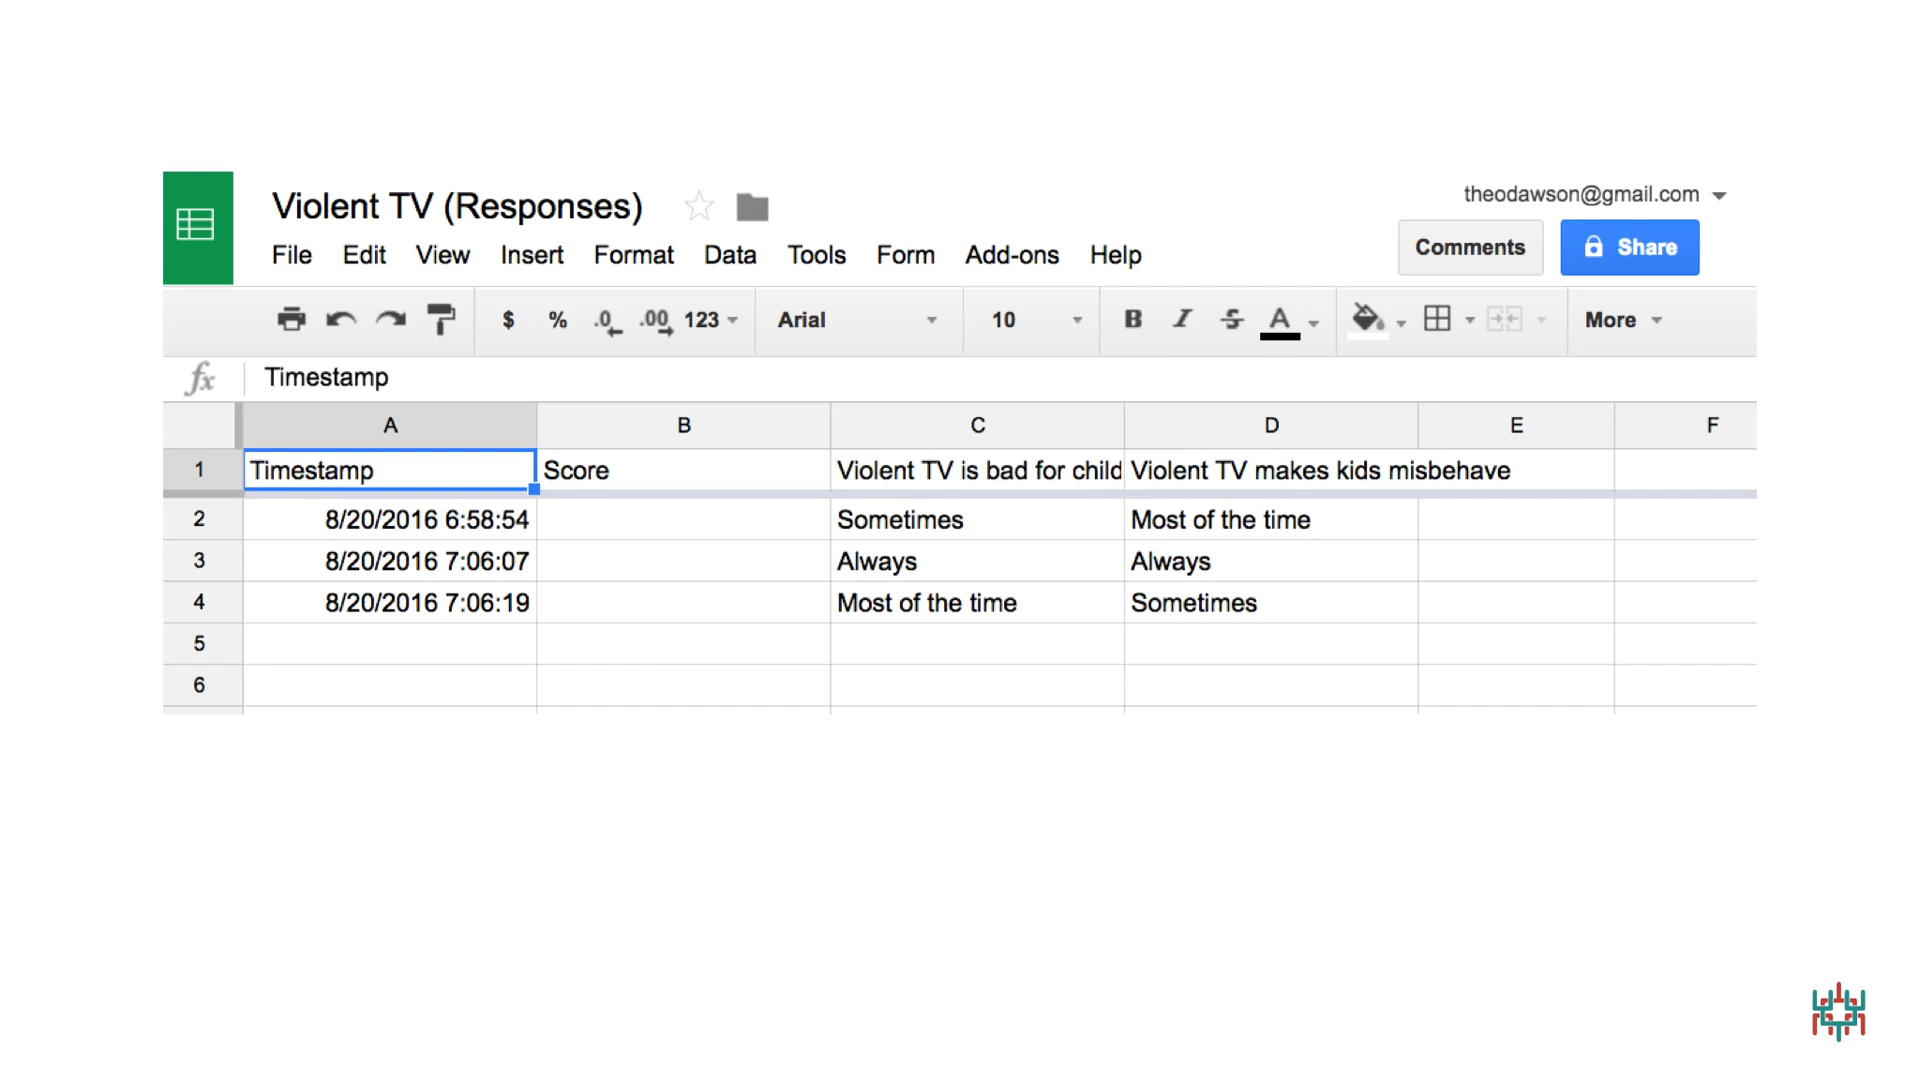 Violent TV (Responses)
theodawson@gmail.com
File Edit View Insert Format Data Tools Form Add-ons Help
Comments
Share
$ % .0 .00 123 Arial 10 B I S A More
fx Timestamp
A B C D E F
1 Timestamp Score Violent TV is bad for child Violent TV makes kids misbehave
2 8/20/2016 6:58:54 Sometimes Most of the time
3 8/20/2016 7:06:07 Always Always
4 8/20/2016 7:06:19 Most of the time Sometimes
5
6